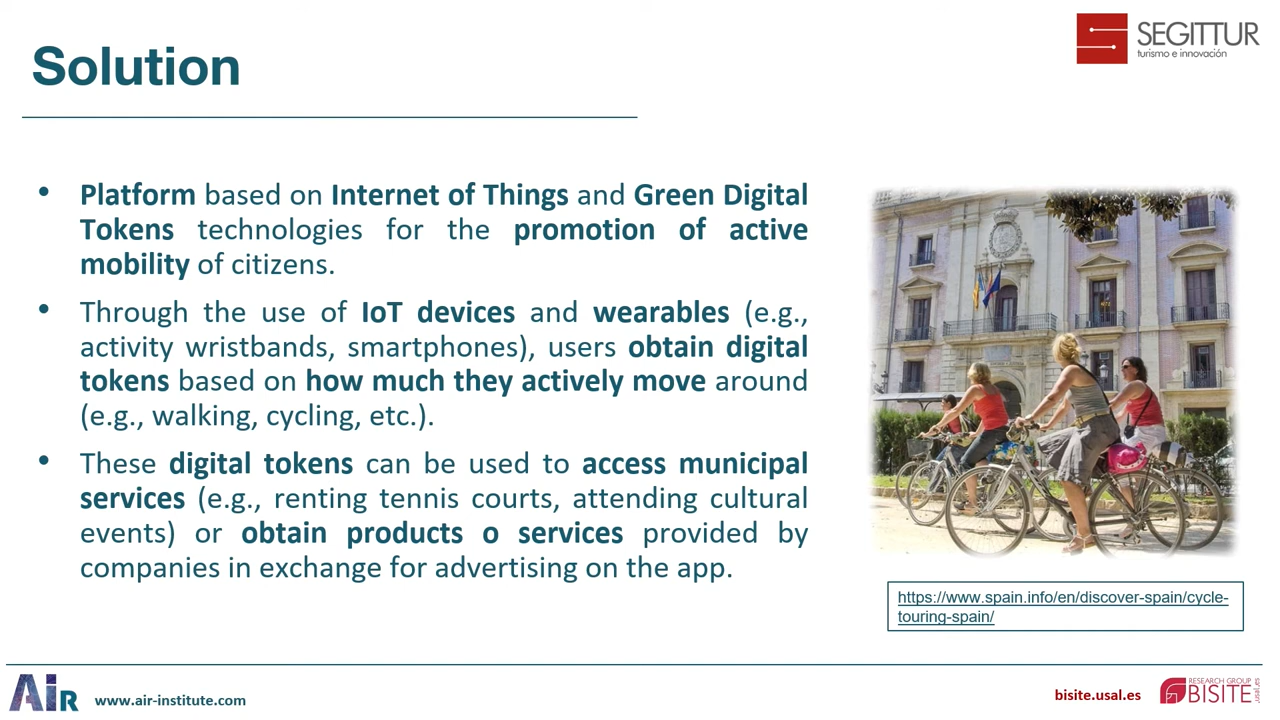 SEGITTUR
turismo e innovación
Solution
• Platform based on Internet of Things and Green Digital
Tokens technologies for the promotion of active
mobility of citizens.
• Through the use of IoT devices and wearables (e.g.,
activity wristbands, smartphones), users obtain digital
tokens based on how much they actively move around
(e.g., walking, cycling, etc.).
• These digital tokens can be used to access municipal
services (e.g., renting tennis courts, attending cultural
events) or obtain products o services provided by
companies in exchange for advertising on the app.
https://www.spain.info/en/discover-spain/cycle-
touring-spain/
AIR
www.air-institute.com
bisite.usal.es
RESEARCH GROUP
BISITE